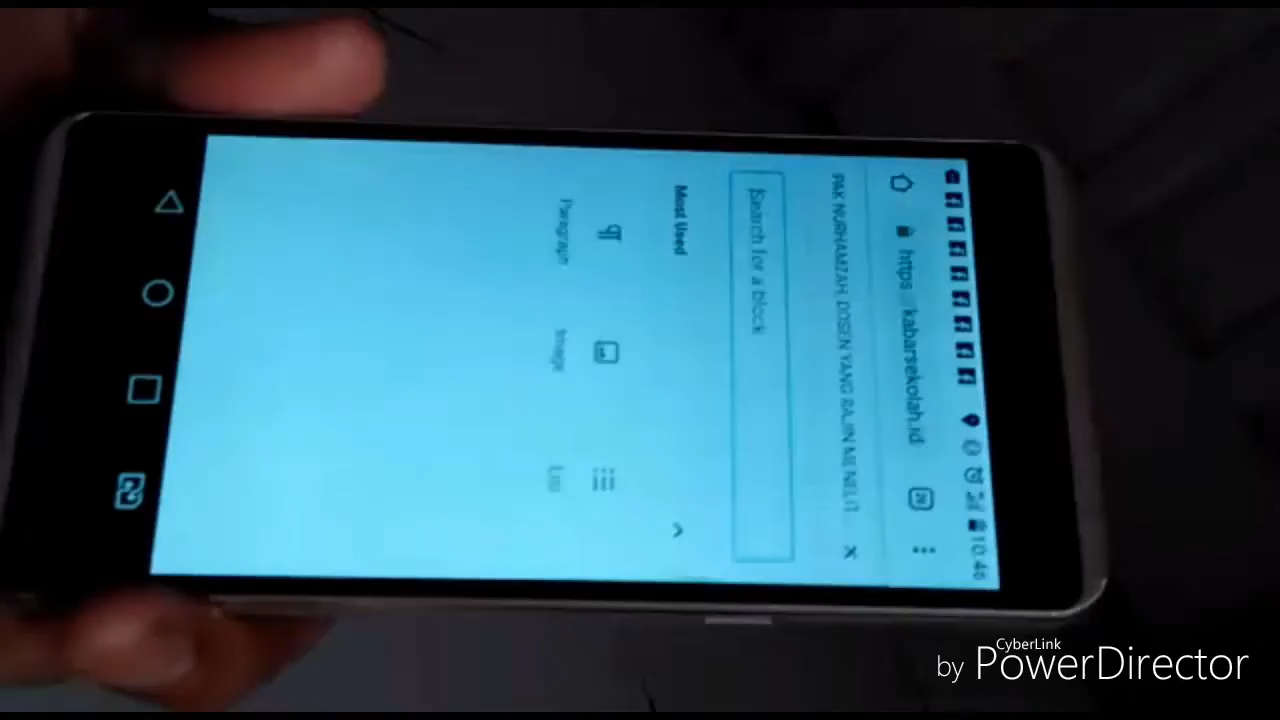 10:46
https://kabarsekolah.id
PAK NURHAMZAH, DOSEN YANG RAJIN MENELIT
Search for a block
Most Used
Paragraph
Image
List
CyberLink
by PowerDirector